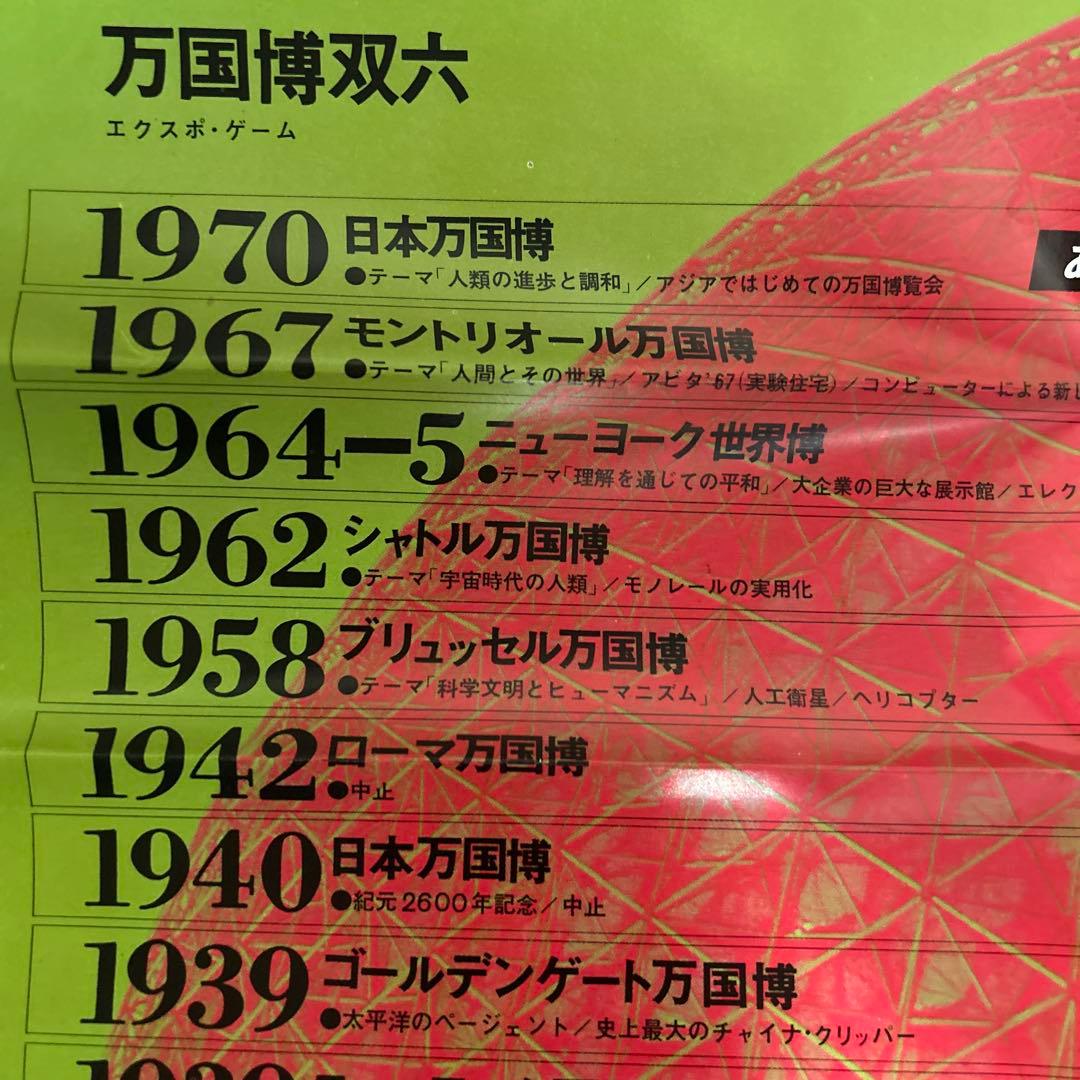 万国博双六
エクスポ・ゲーム
1970 日本万国博
●テーマ「人類の進歩と調和」／アジアではじめての万国博覧会
1967 モントリオール万国博
●テーマ「人間とその世界」／アビタ'67(実験住宅)／コンピューターによる新し
1964ー5 ニューヨーク世界博
●テーマ「理解を通じての平和」／大企業の巨大な展示館／エレク
1962 シャトル万国博
●テーマ「宇宙時代の人類」／モノレールの実用化
1958 ブリュッセル万国博
●テーマ「科学文明とヒューマニズム」／人工衛星／ヘリコプター
1942 ローマ万国博
●中止
1940 日本万国博
●紀元2600年記念／中止
1939 ゴールデンゲート万国博
●太平洋のページェント／史上最大のチャイナ・クリッパー